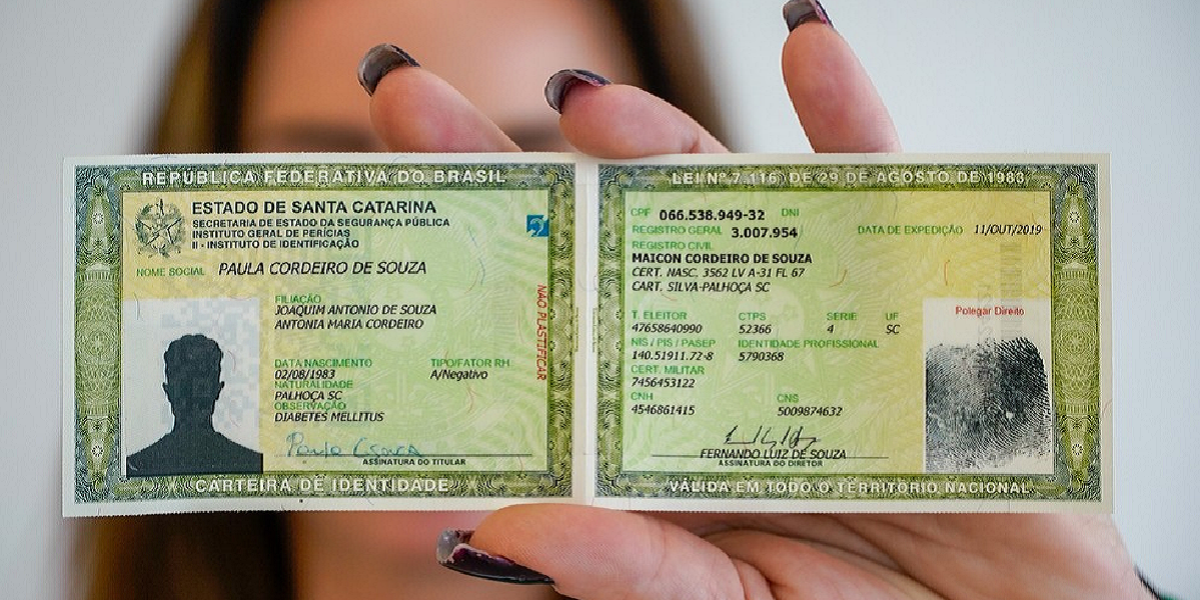 REPÚBLICA FEDERATIVA DO BRASIL
ESTADO DE SANTA CATARINA
SECRETARIA DE ESTADO DA SEGURANÇA PÚBLICA
INSTITUTO GERAL DE PERÍCIAS
II - INSTITUTO DE IDENTIFICAÇÃO
NOME SOCIAL PAULA CORDEIRO DE SOUZA
FILIAÇÃO
JOAQUIM ANTONIO DE SOUZA
ANTONIA MARIA CORDEIRO
DATA NASCIMENTO TIPO/FATOR RH
02/08/1983 A/Negativo
NATURALIDADE
PALHOÇA SC
OBSERVAÇÃO
DIABETES MELLITUS
ASSINATURA DO TITULAR
NÃO PLASTIFICAR
CARTEIRA DE IDENTIDADE
LEI Nº 7.116 DE 29 DE AGOSTO DE 1983
CPF 066.538.949-32 DNI
REGISTRO GERAL 3.007.954 DATA DE EXPEDIÇÃO 11/OUT/2019
REGISTRO CIVIL
MAICON CORDEIRO DE SOUZA
CERT. NASC. 3562 LV A-31 FL 67
CART. SILVA-PALHOÇA SC
T. ELEITOR CTPS SERIE UF
47658640990 52366 4 SC
NIS / PIS / PASEP IDENTIDADE PROFISSIONAL
140.51911.72-8 5790368
CERT. MILITAR
7456453122
CNH CNS
4546861415 5009874632
Polegar Direito
FERNANDO LUIZ DE SOUZA
ASSINATURA DO DIRETOR
VÁLIDA EM TODO O TERRITÓRIO NACIONAL